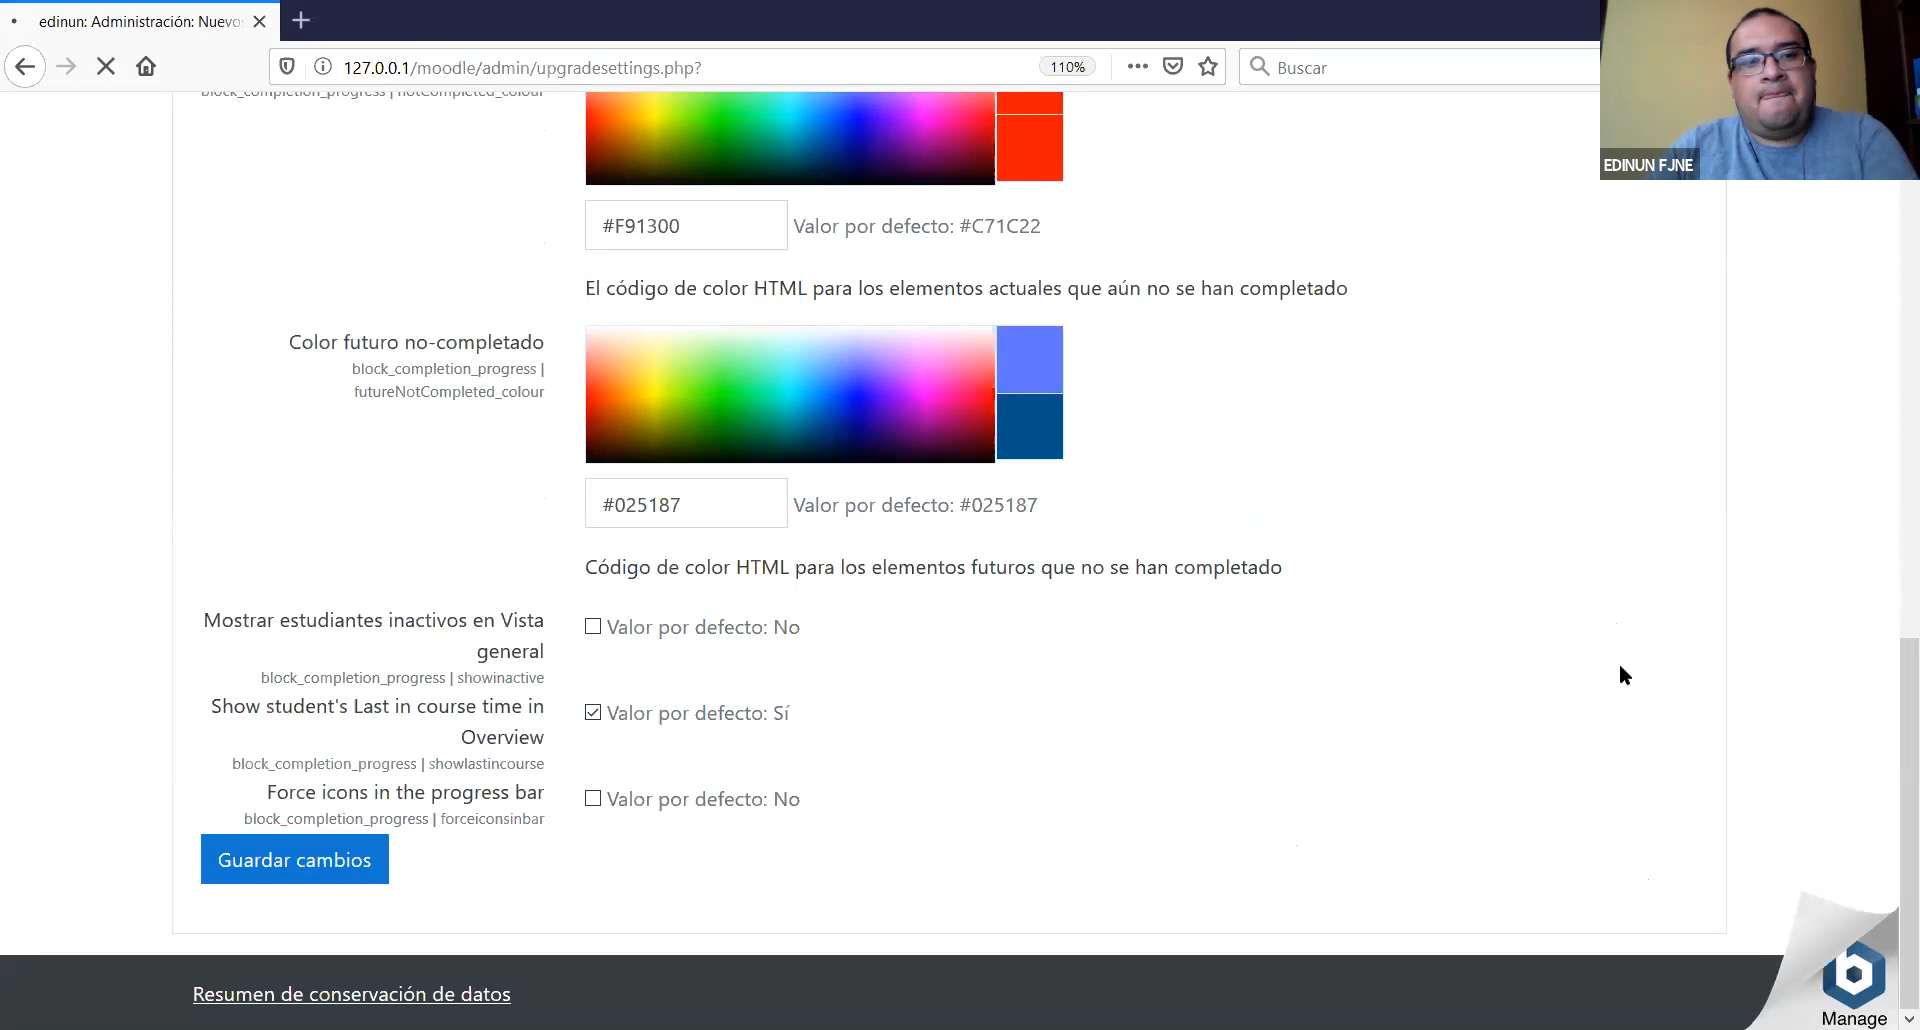 edinun: Administración: Nuevo
127.0.0.1/moodle/admin/upgradesettings.php?
110%
Buscar
EDINUN FJNE
block_completion_progress | notCompleted_colour
#F91300
Valor por defecto: #C71C22
El código de color HTML para los elementos actuales que aún no se han completado
Color futuro no-completado
block_completion_progress |
futureNotCompleted_colour
#025187
Valor por defecto: #025187
Código de color HTML para los elementos futuros que no se han completado
Mostrar estudiantes inactivos en Vista
general
block_completion_progress | showinactive
Valor por defecto: No
Show student's Last in course time in
Overview
block_completion_progress | showlastincourse
Valor por defecto: Sí
Force icons in the progress bar
block_completion_progress | forceiconsinbar
Valor por defecto: No
Guardar cambios
Resumen de conservación de datos
b
Manage